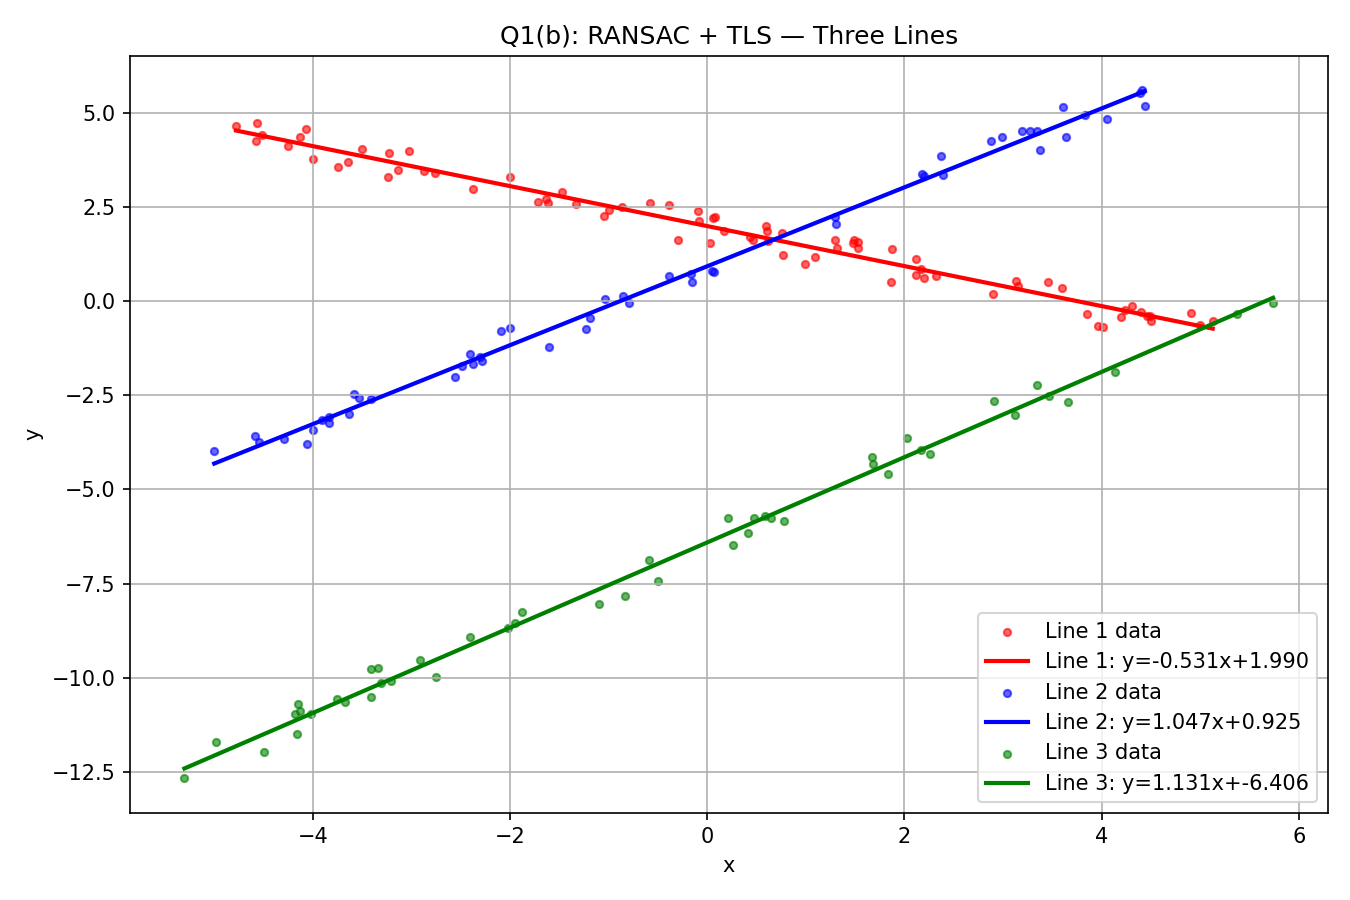 Q1(b): RANSAC + TLS — Three Lines
5.0
2.5
0.0
−2.5
−5.0
−7.5
−10.0
−12.5
y
Line 1 data
Line 1: y=-0.531x+1.990
Line 2 data
Line 2: y=1.047x+0.925
Line 3 data
Line 3: y=1.131x+-6.406
−4 −2 0 2 4 6
x